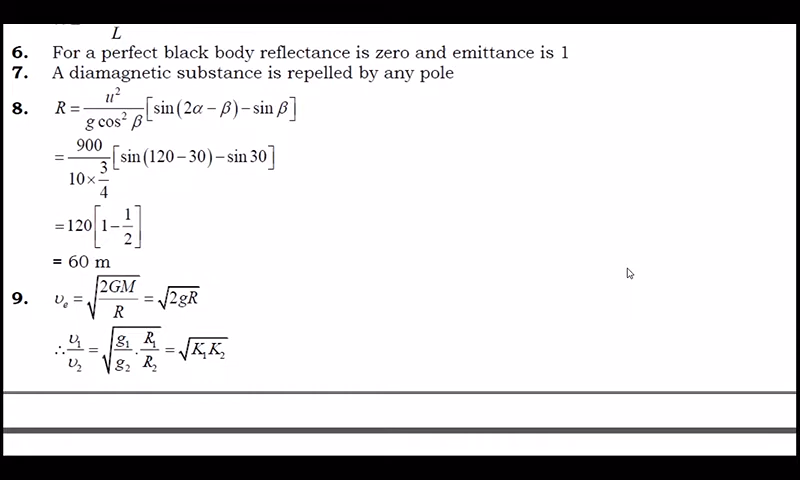 L
6. For a perfect black body reflectance is zero and emittance is 1
7. A diamagnetic substance is repelled by any pole
8. R = u²/(g cos² β) [sin(2α − β) − sin β]
= 900/(10 × 3/4) [sin(120 − 30) − sin 30]
= 120 [1 − 1/2]
= 60 m
9. υₑ = √(2GM/R) = √(2gR)
∴ υ₁/υ₂ = √(g₁/g₂ . R₁/R₂) = √(K₁K₂)